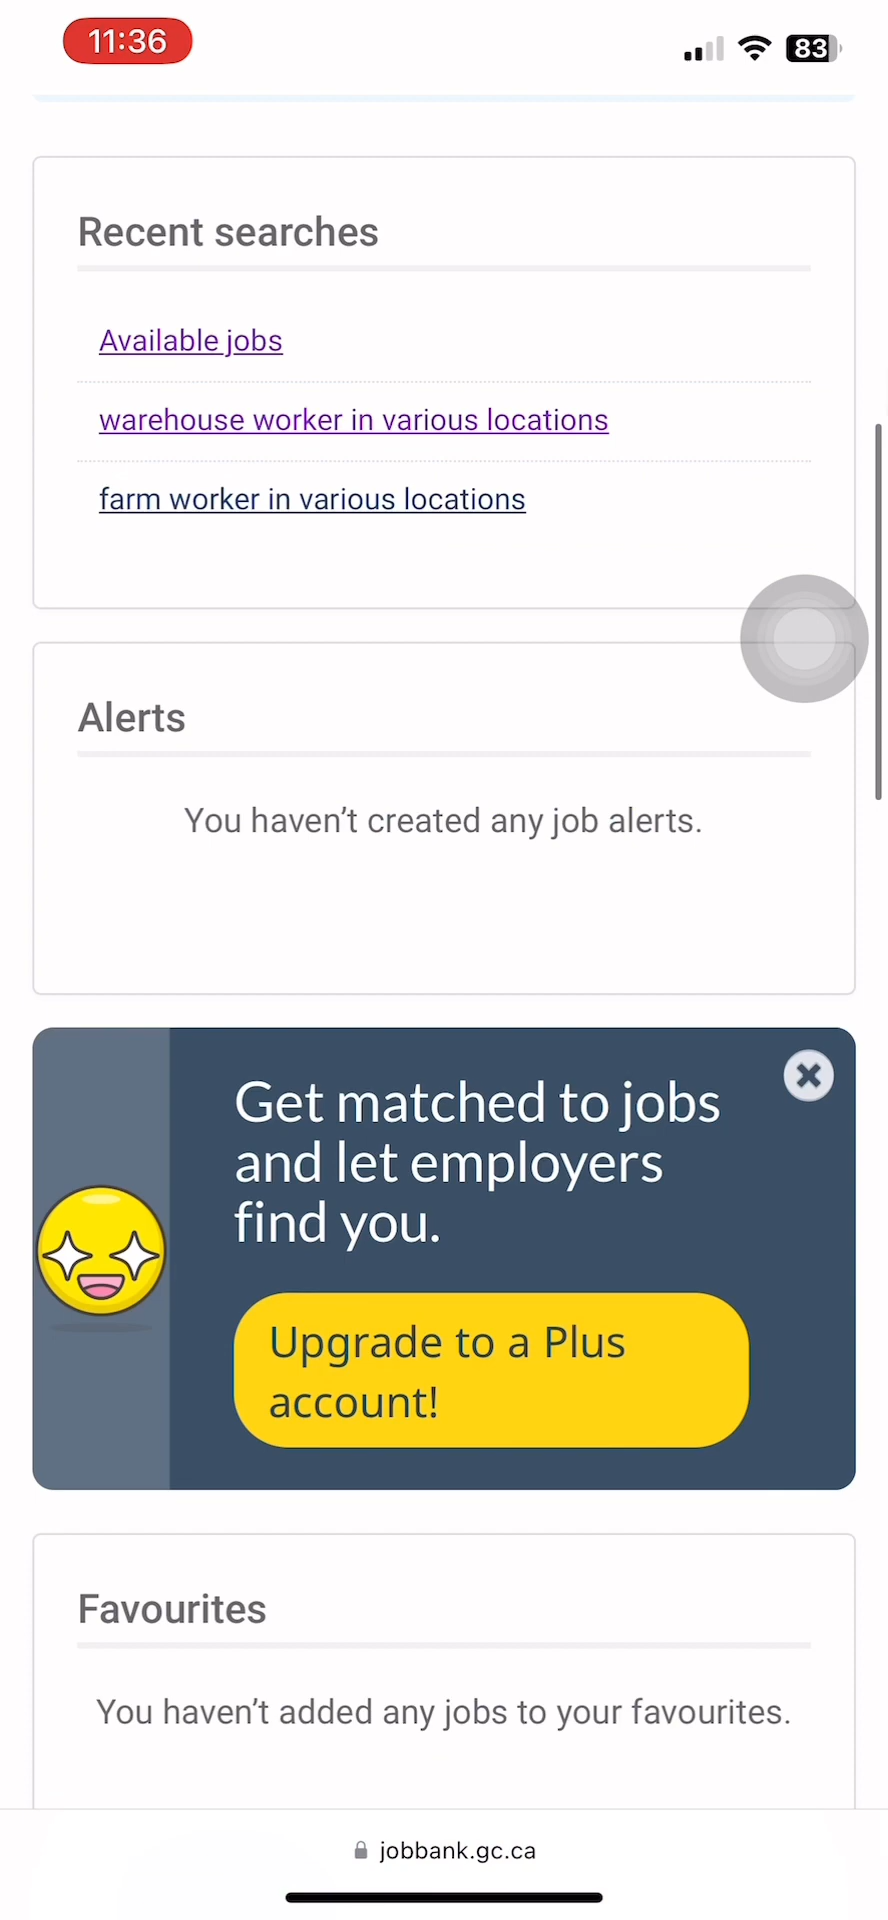 11:36
83
Recent searches
Available jobs
warehouse worker in various locations
farm worker in various locations
Alerts
You haven’t created any job alerts.
Get matched to jobs
and let employers
find you.
Upgrade to a Plus
account!
Favourites
You haven’t added any jobs to your favourites.
jobbank.gc.ca